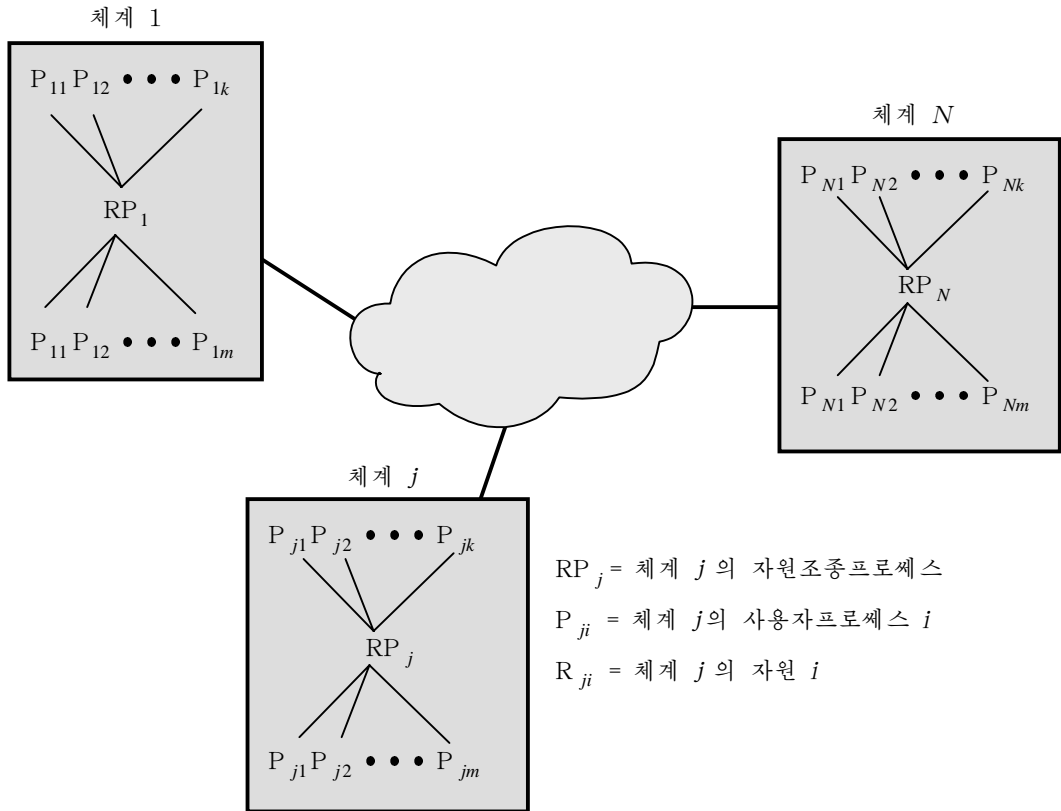 체계 1
P11 P12 • • • P1k
RP1
P11 P12 • • • P1m
체계 N
PN1 PN2 • • • PNk
RPN
PN1 PN2 • • • PNm
체계 j
Pj1 Pj2 • • • Pjk
RPj
Pj1 Pj2 • • • Pjm
RPj = 체계 j의 자원조종프로쎄스
Pji = 체계 j의 사용자프로쎄스 i
Rji = 체계 j의 자원 i